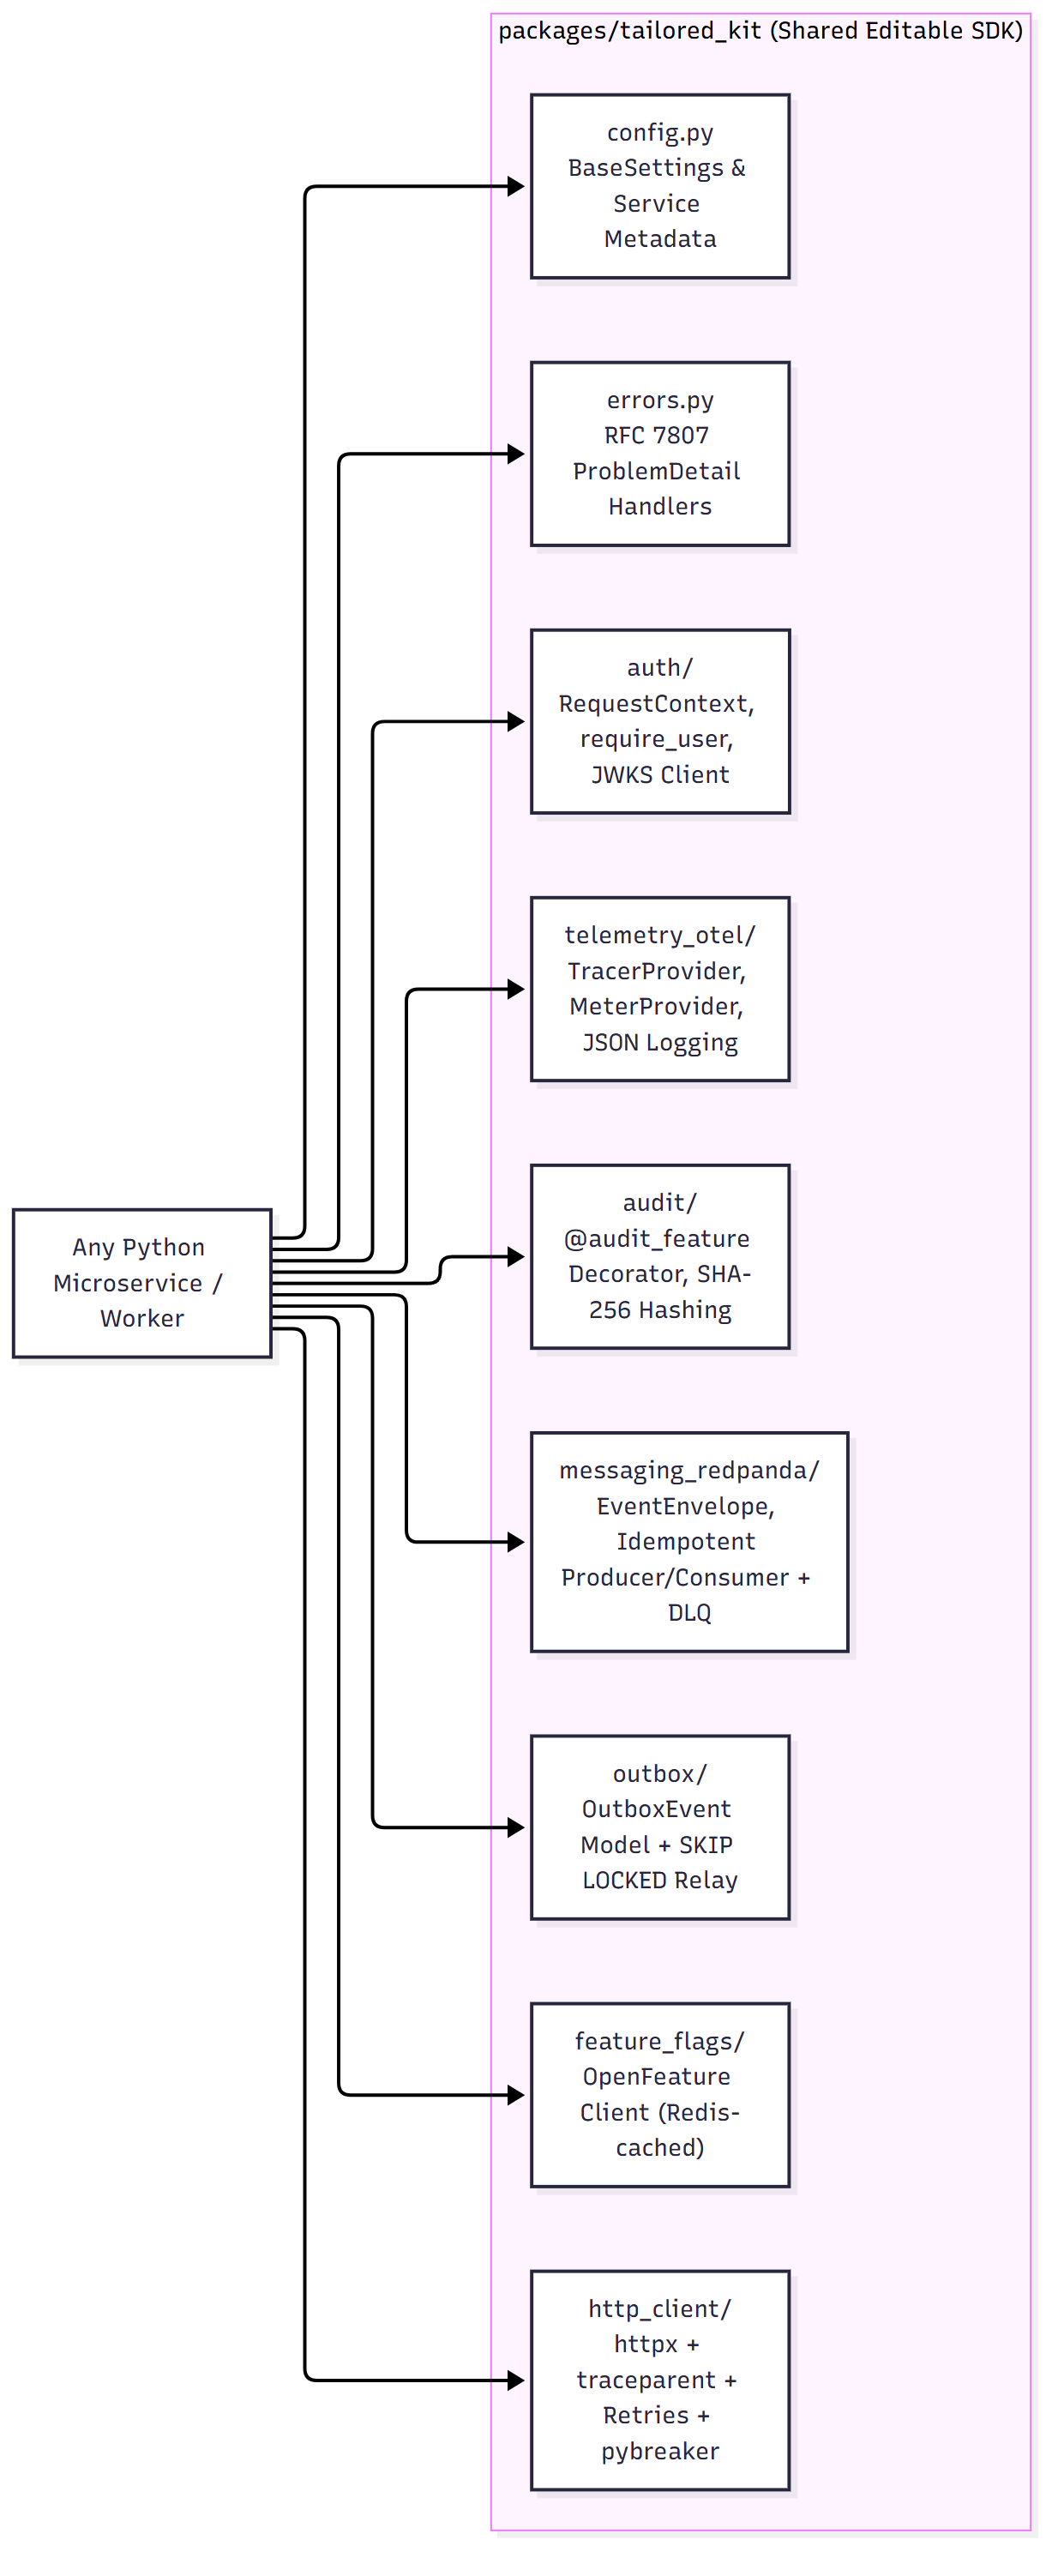 packages/tailored_kit (Shared Editable SDK)
config.py
BaseSettings &
Service
Metadata
errors.py
RFC 7807
ProblemDetail
Handlers
auth/
RequestContext,
require_user,
JWKS Client
telemetry_otel/
TracerProvider,
MeterProvider,
JSON Logging
Any Python
Microservice /
Worker
audit/
@audit_feature
Decorator, SHA-
256 Hashing
messaging_redpanda/
EventEnvelope,
Idempotent
Producer/Consumer +
DLQ
outbox/
OutboxEvent
Model + SKIP
LOCKED Relay
feature_flags/
OpenFeature
Client (Redis-
cached)
http_client/
httpx +
traceparent +
Retries +
pybreaker